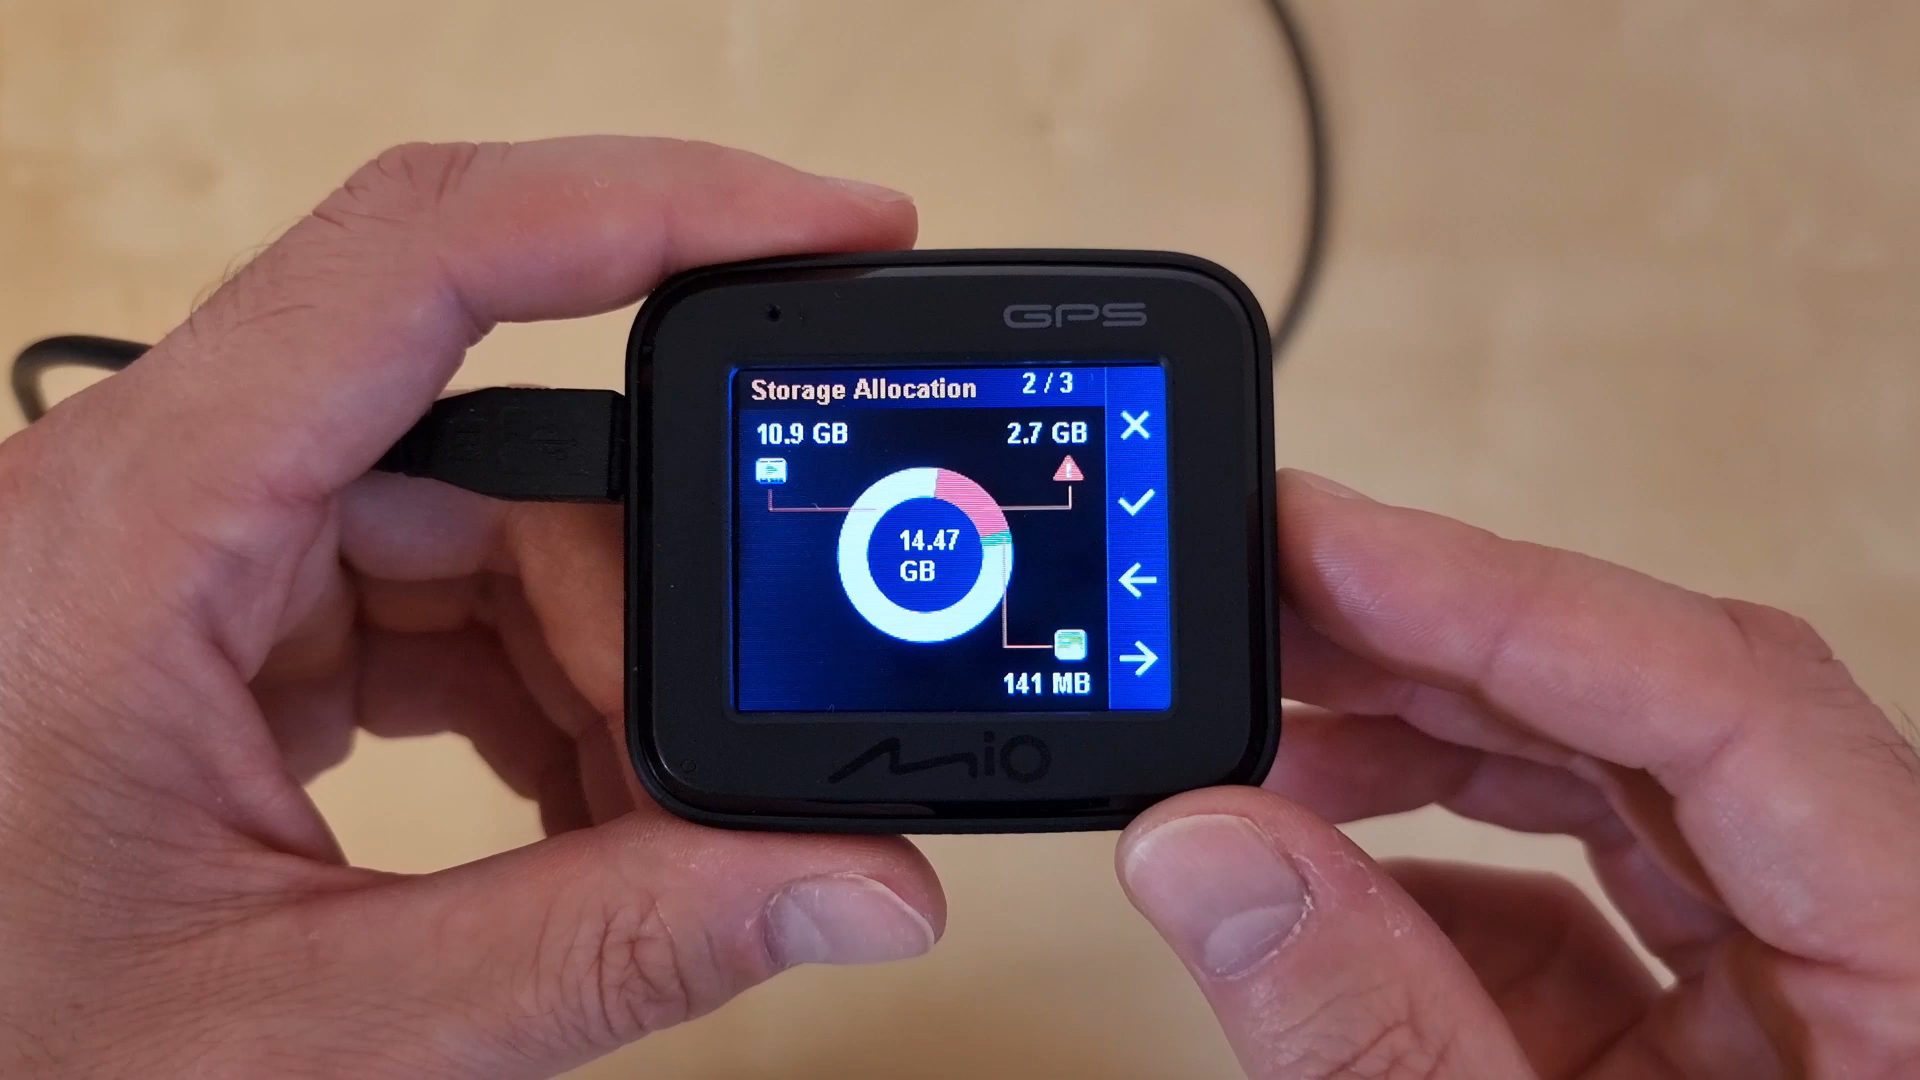 GPS
Storage Allocation 2 / 3
10.9 GB 2.7 GB
14.47
GB
141 MB
Mio